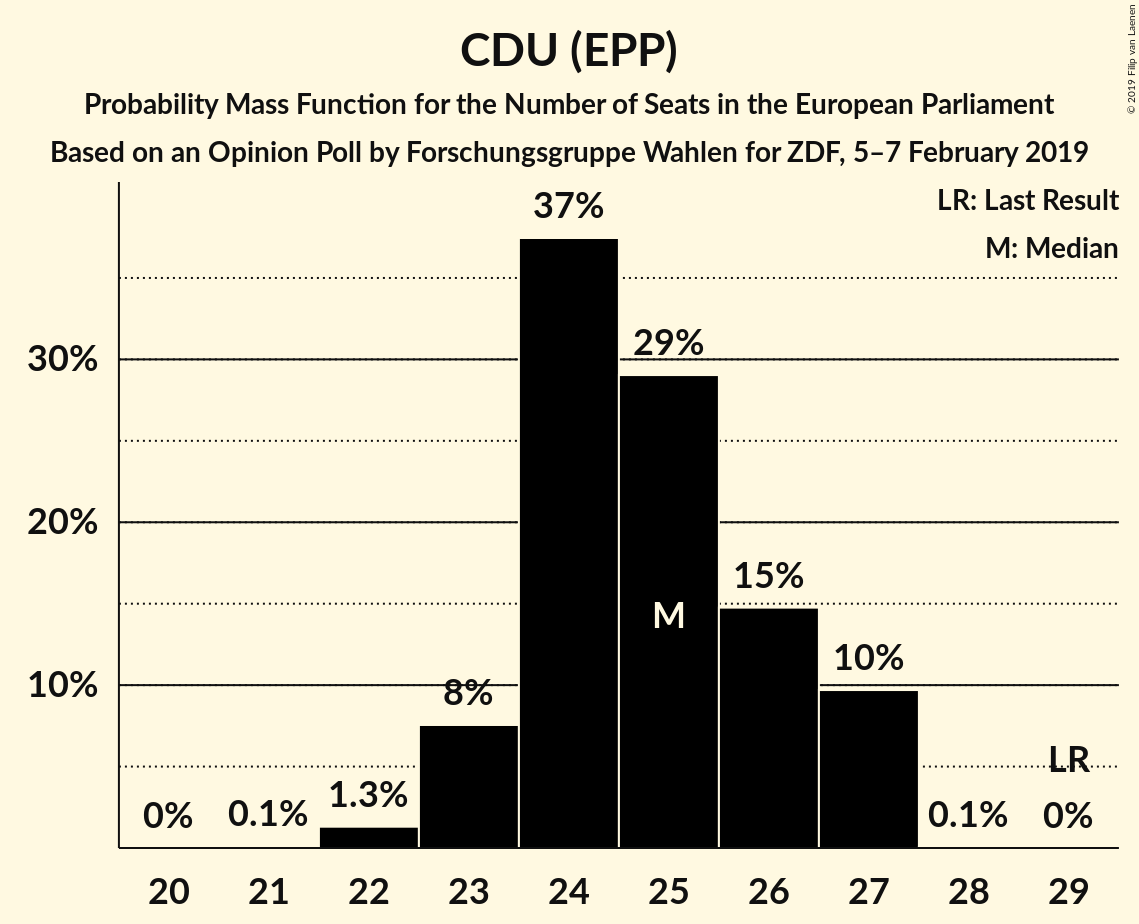 CDU (EPP)
Probability Mass Function for the Number of Seats in the European Parliament
Based on an Opinion Poll by Forschungsgruppe Wahlen for ZDF, 5–7 February 2019
© 2019 Filip van Laenen
LR: Last Result
M: Median
30%
20%
10%
0%
0.1%
1.3%
8%
37%
29%
M
15%
10%
0.1%
LR
0%
20 21 22 23 24 25 26 27 28 29